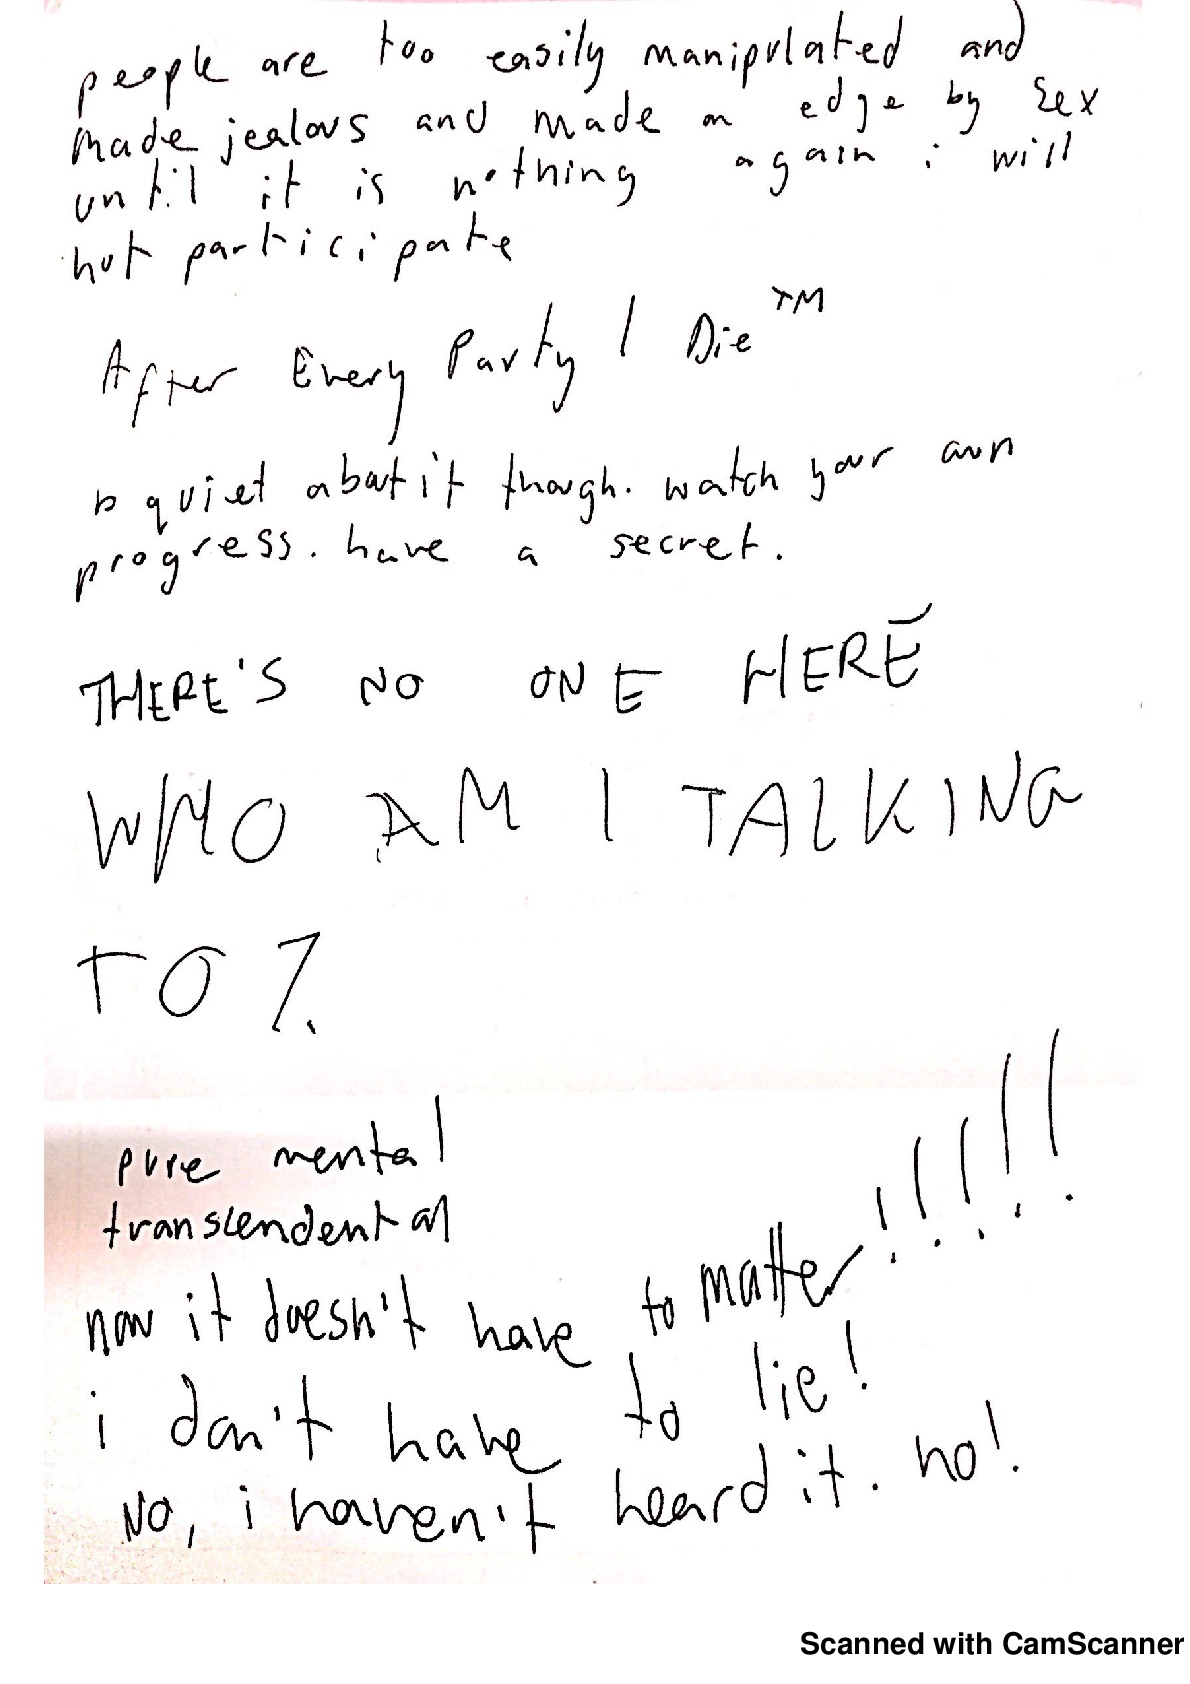 people are too easily manipulated and
made jealous and made on edge by sex
until it is nothing again i will
not participate
After Every Party I Die™
b quiet about it though. watch your own
progress. have a secret.
THERE'S NO ONE HERE
WHO AM I TALKING
TO?
pure mental
transcendental
now it doesn't have to matter!!!!!
i don't have to lie!
NO, i haven't heard it. no!
Scanned with CamScanner